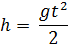 h = gt²/2